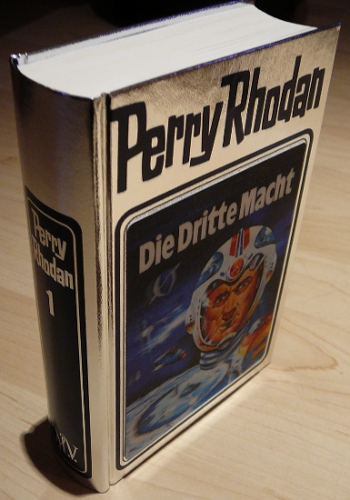 Perry Rhodan
Die Dritte Macht
Perry
Rhodan
1